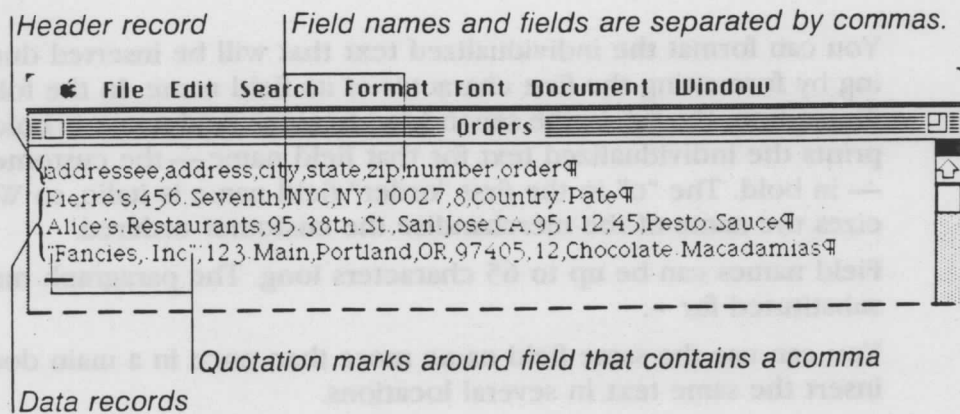 Header record
Field names and fields are separated by commas.
File Edit Search Format Font Document Window
Orders
addressee,address,city,state,zip,number,order¶
Pierre's,456·Seventh,NYC,NY,10027,8,Country·Pate¶
Alice's·Restaurants,95·38th·St.,San·Jose,CA,95112,45,Pesto·Sauce¶
"Fancies,·Inc",123·Main,Portland,OR,97405,12,Chocolate·Macadamias¶
Quotation marks around field that contains a comma
Data records